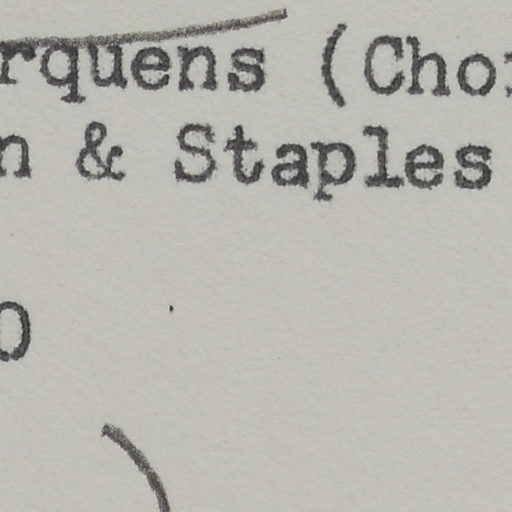 rquens (Cho
n & Staples
0